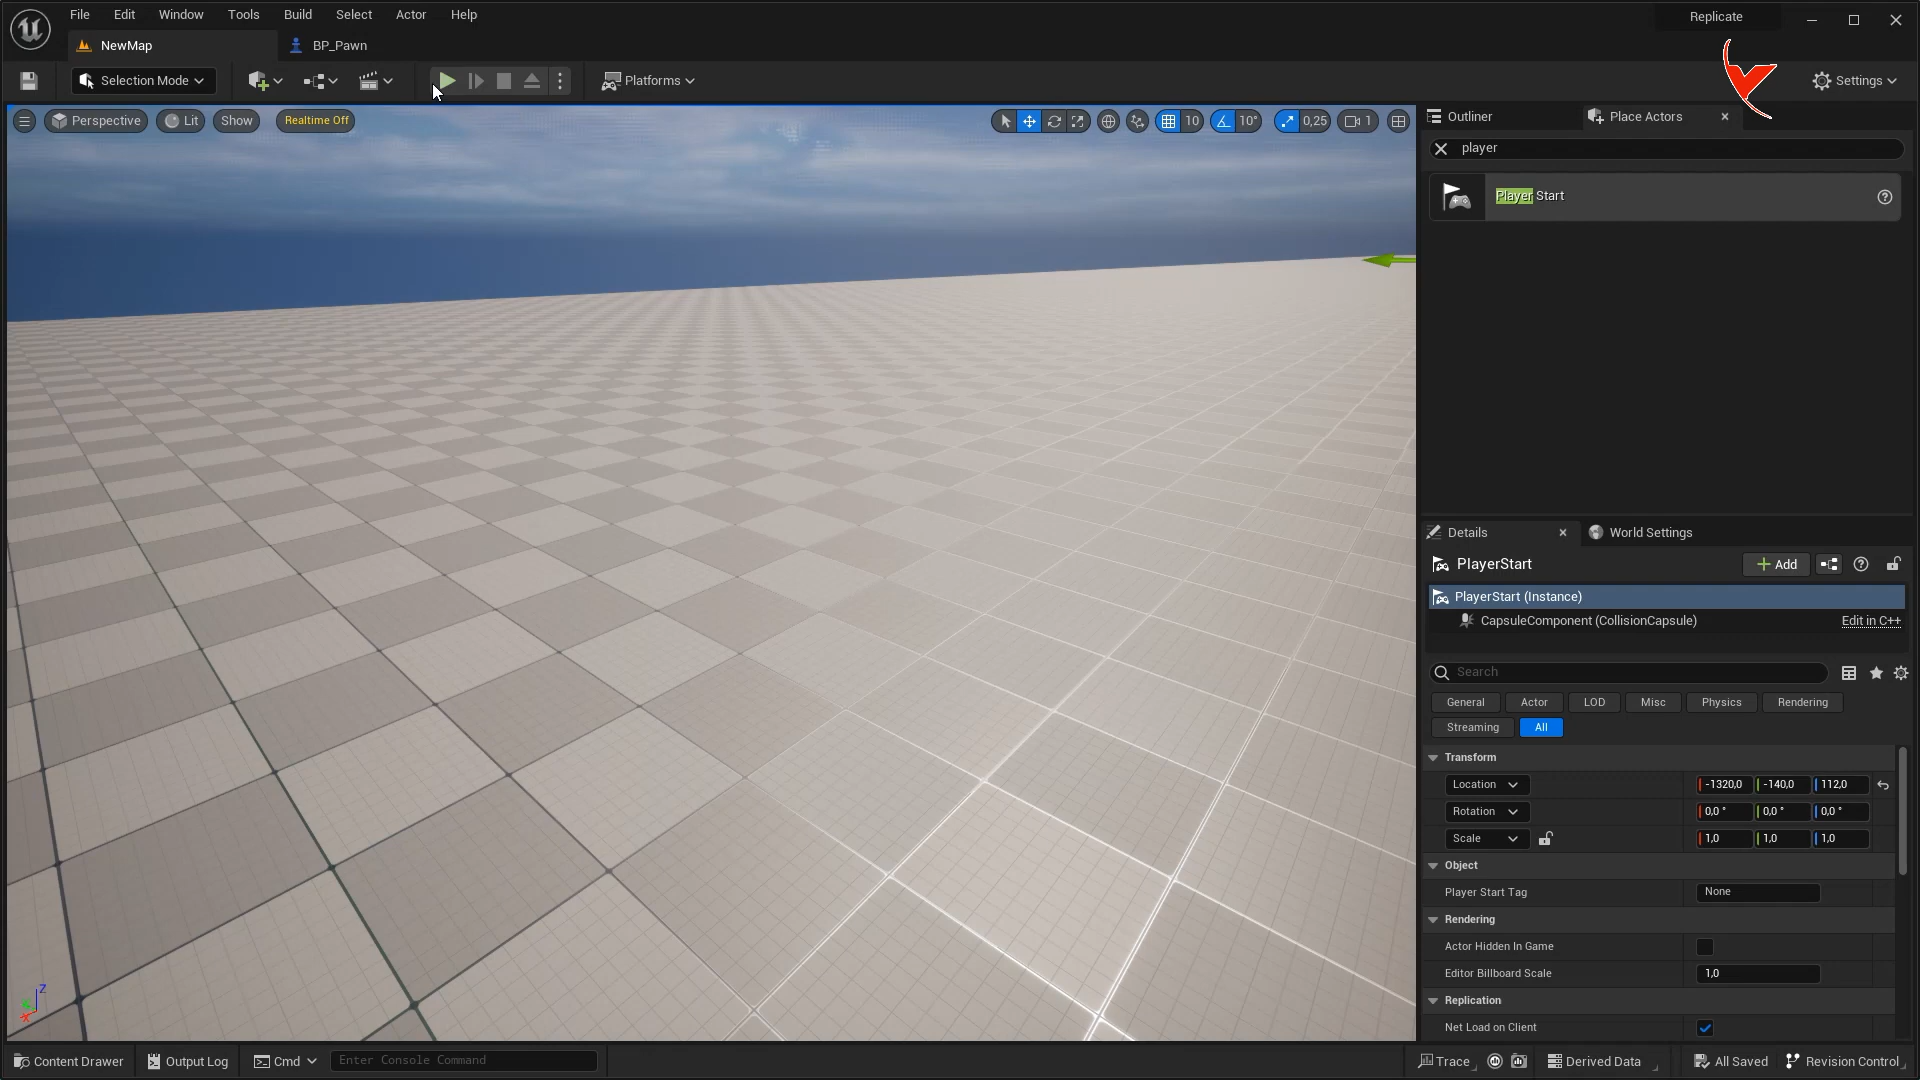 File Edit Window Tools Build Select Actor Help
Replicate
NewMap
BP_Pawn
Selection Mode
Platforms
Settings
Perspective
Lit
Show
Realtime Off
10
10°
0,25
1
Outliner
Place Actors
player
Player Start
Details
World Settings
PlayerStart
Add
PlayerStart (Instance)
CapsuleComponent (CollisionCapsule)
Edit in C++
Search
General
Actor
LOD
Misc
Physics
Rendering
Streaming
All
Transform
Location
-1320,0
-140,0
112,0
Rotation
0,0 °
0,0 °
0,0 °
Scale
1,0
1,0
1,0
Object
Player Start Tag
None
Rendering
Actor Hidden In Game
Editor Billboard Scale
1,0
Replication
Net Load on Client
Z
X
Content Drawer
Output Log
Cmd
Enter Console Command
Trace
Derived Data
All Saved
Revision Control